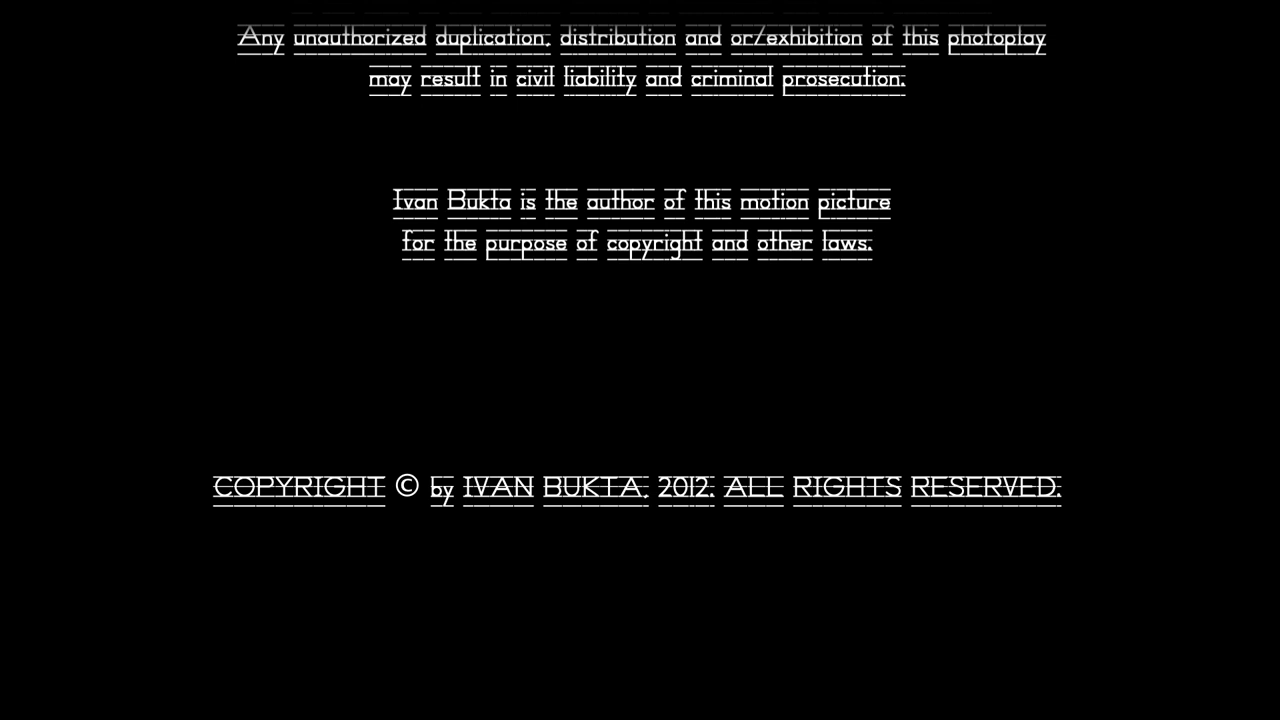 Any unauthorized duplication, distribution and or/exhibition of this photoplay
may result in civil liability and criminal prosecution.
Ivan Bukta is the author of this motion picture
for the purpose of copyright and other laws.
COPYRIGHT © by IVAN BUKTA, 2012. ALL RIGHTS RESERVED.